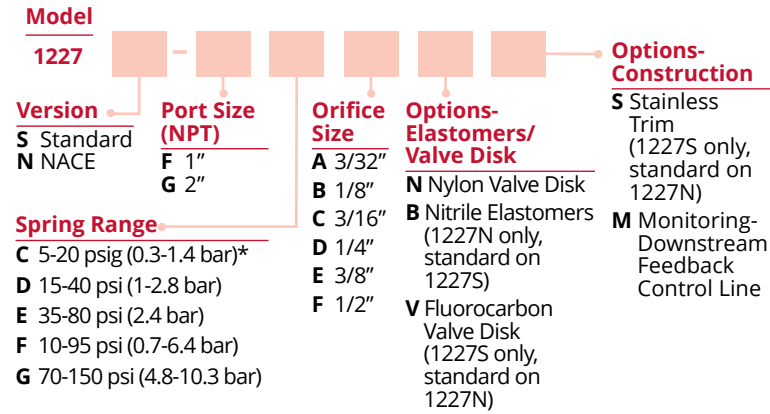 Model
1227
–
Version
S Standard
N NACE
Port Size
(NPT)
F 1”
G 2”
Spring Range
C 5-20 psig (0.3-1.4 bar)*
D 15-40 psi (1-2.8 bar)
E 35-80 psi (2.4 bar)
F 10-95 psi (0.7-6.4 bar)
G 70-150 psi (4.8-10.3 bar)
Orifice
Size
A 3/32”
B 1/8”
C 3/16”
D 1/4”
E 3/8”
F 1/2”
Options-
Elastomers/
Valve Disk
N Nylon Valve Disk
B Nitrile Elastomers
(1227N only,
standard on
1227S)
V Fluorocarbon
Valve Disk
(1227S only,
standard on
1227N)
Options-
Construction
S Stainless
Trim
(1227S only,
standard on
1227N)
M Monitoring-
Downstream
Feedback
Control Line